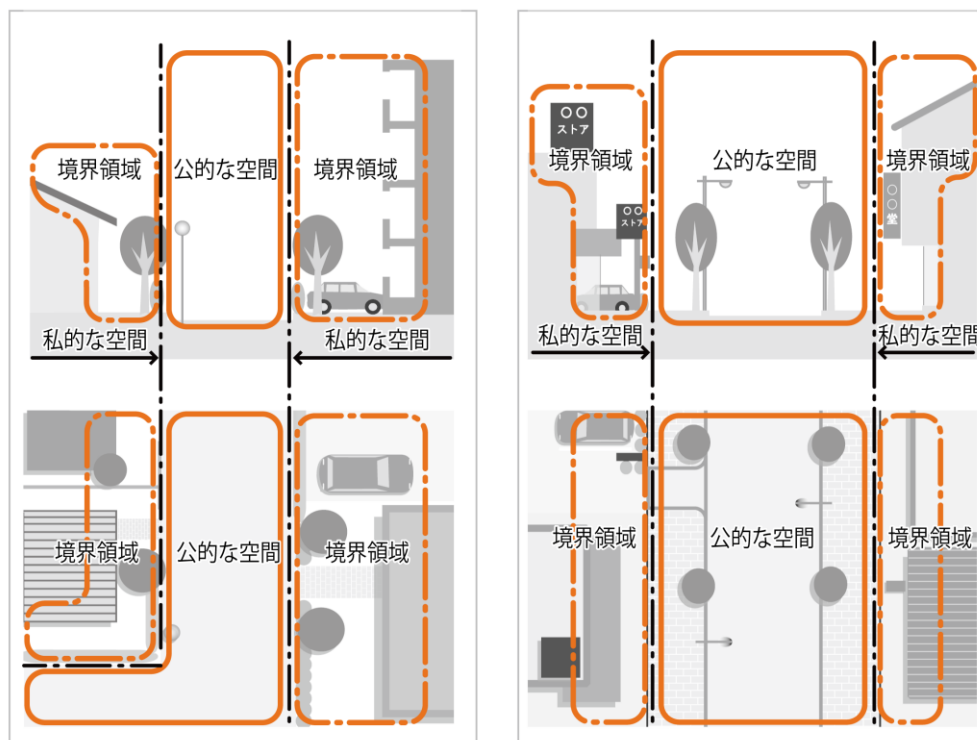 境界領域
公的な空間
境界領域
私的な空間
私的な空間
境界領域
公的な空間
境界領域
○○
ストア
境界領域
公的な空間
境界領域
○○
ストア
○○堂
私的な空間
私的な空間
境界領域
公的な空間
境界領域